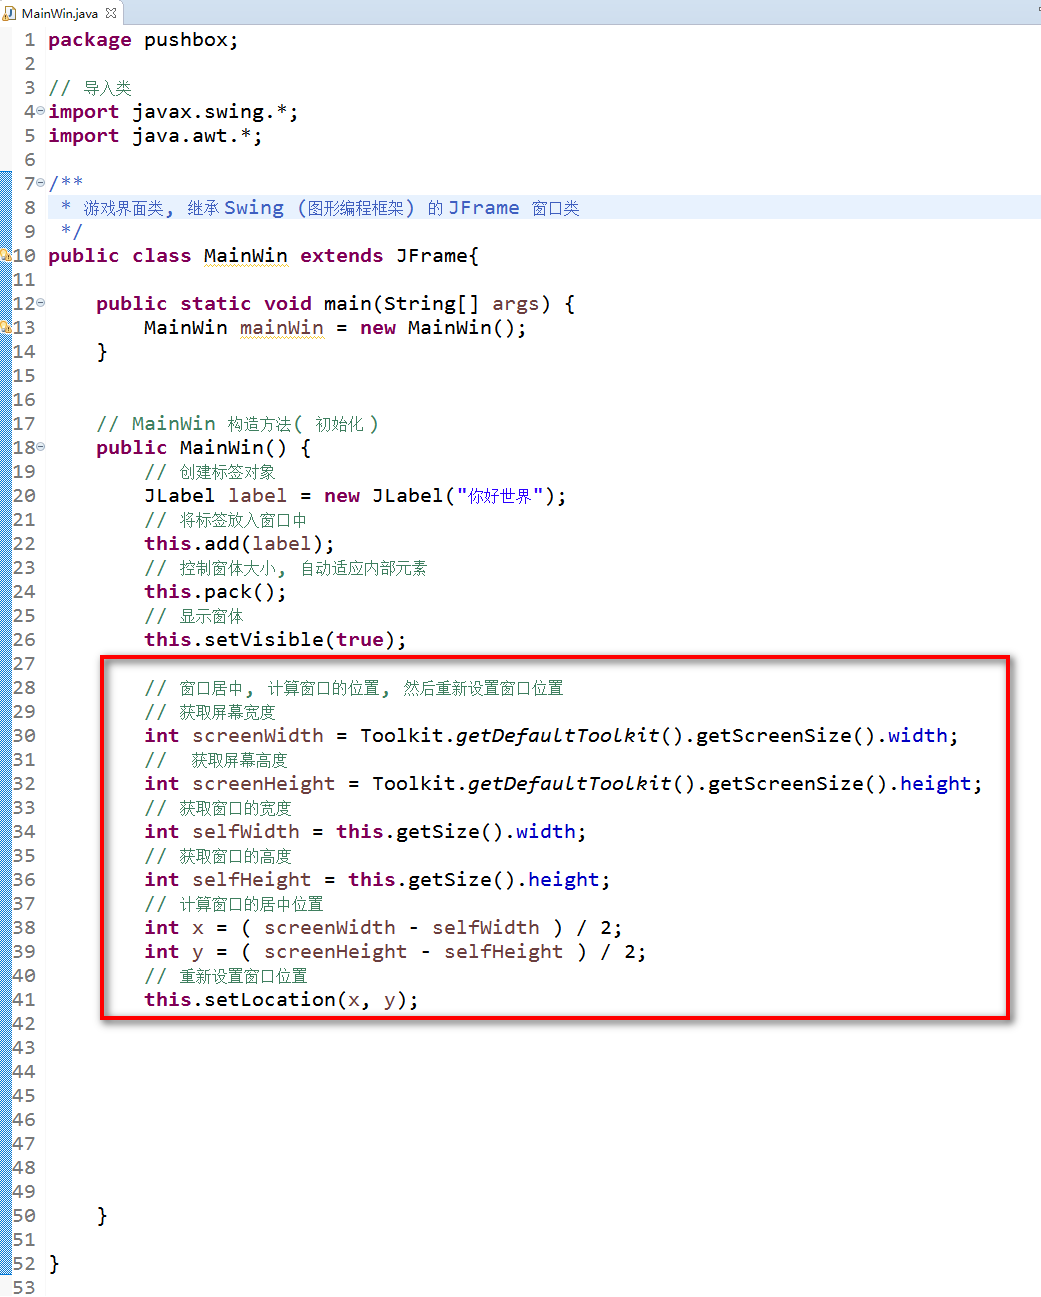 MainWin.java
1 package pushbox;
2
3 // 导入类
4 import javax.swing.*;
5 import java.awt.*;
6
7 /**
8  * 游戏界面类, 继承 Swing (图形编程框架) 的 JFrame 窗口类
9  */
10 public class MainWin extends JFrame{
11
12     public static void main(String[] args) {
13         MainWin mainWin = new MainWin();
14     }
15
16
17     // MainWin 构造方法( 初始化 )
18     public MainWin() {
19         // 创建标签对象
20         JLabel label = new JLabel("你好世界");
21         // 将标签放入窗口中
22         this.add(label);
23         // 控制窗体大小, 自动适应内部元素
24         this.pack();
25         // 显示窗体
26         this.setVisible(true);
27
28         // 窗口居中, 计算窗口的位置, 然后重新设置窗口位置
29         // 获取屏幕宽度
30         int screenWidth = Toolkit.getDefaultToolkit().getScreenSize().width;
31         //  获取屏幕高度
32         int screenHeight = Toolkit.getDefaultToolkit().getScreenSize().height;
33         // 获取窗口的宽度
34         int selfWidth = this.getSize().width;
35         // 获取窗口的高度
36         int selfHeight = this.getSize().height;
37         // 计算窗口的居中位置
38         int x = ( screenWidth - selfWidth ) / 2;
39         int y = ( screenHeight - selfHeight ) / 2;
40         // 重新设置窗口位置
41         this.setLocation(x, y);
42
43
44
45
46
47
48
49
50     }
51
52 }
53